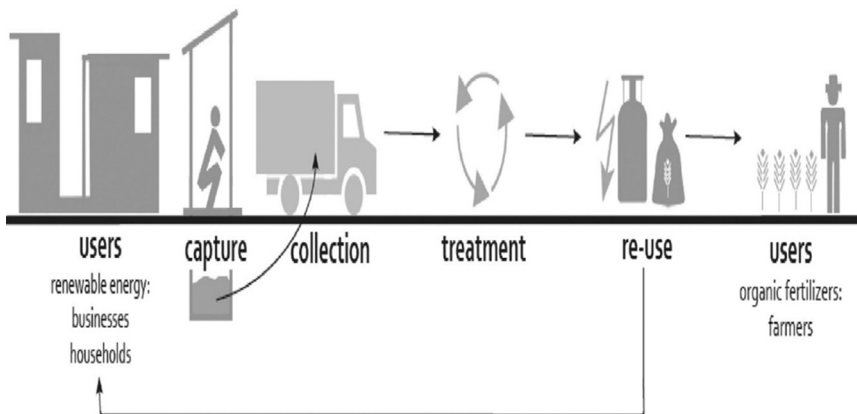 users
renewable energy:
businesses
households
capture
collection
treatment
re-use
users
organic fertilizers:
farmers